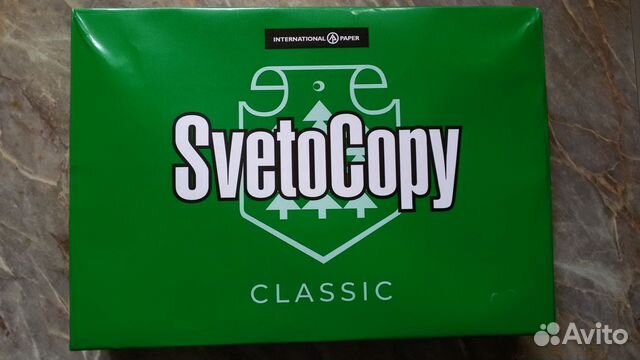 INTERNATIONAL PAPER
SvetoCopy
CLASSIC
Avito